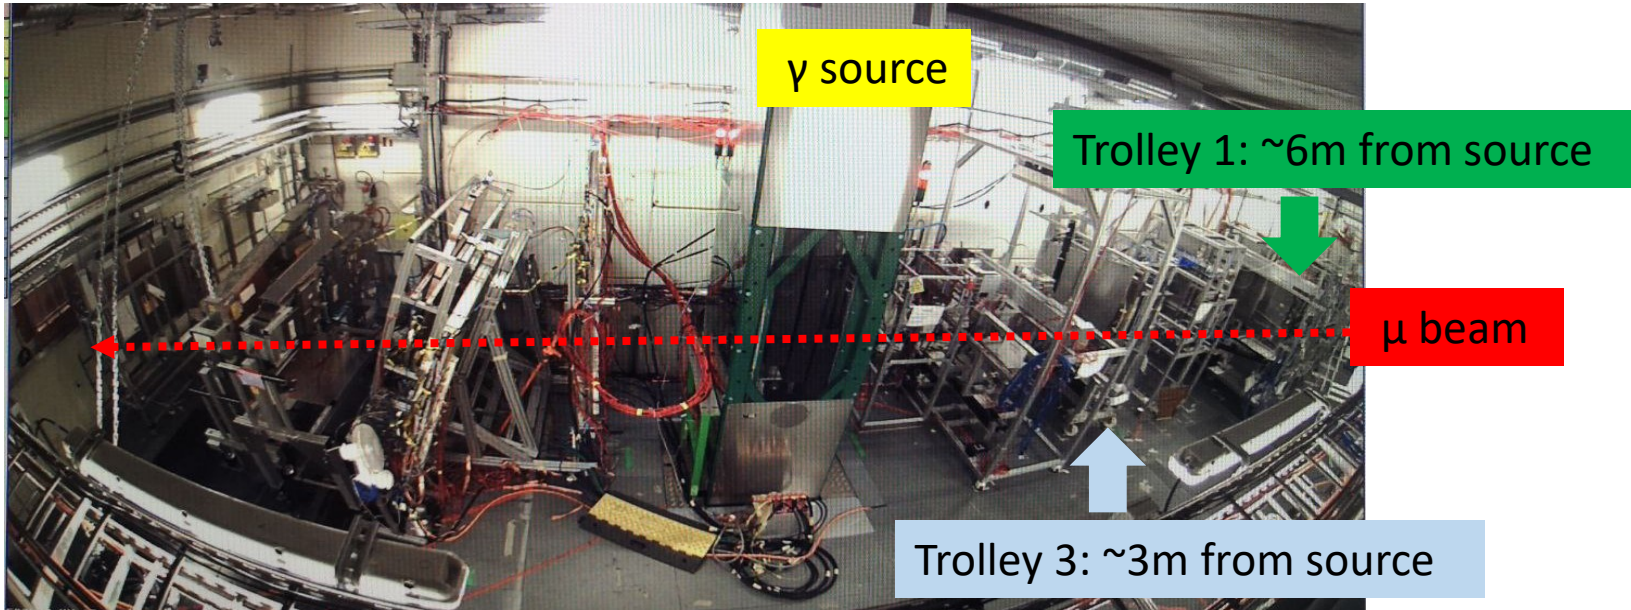 γ source
Trolley 1: ~6m from source
μ beam
Trolley 3: ~3m from source